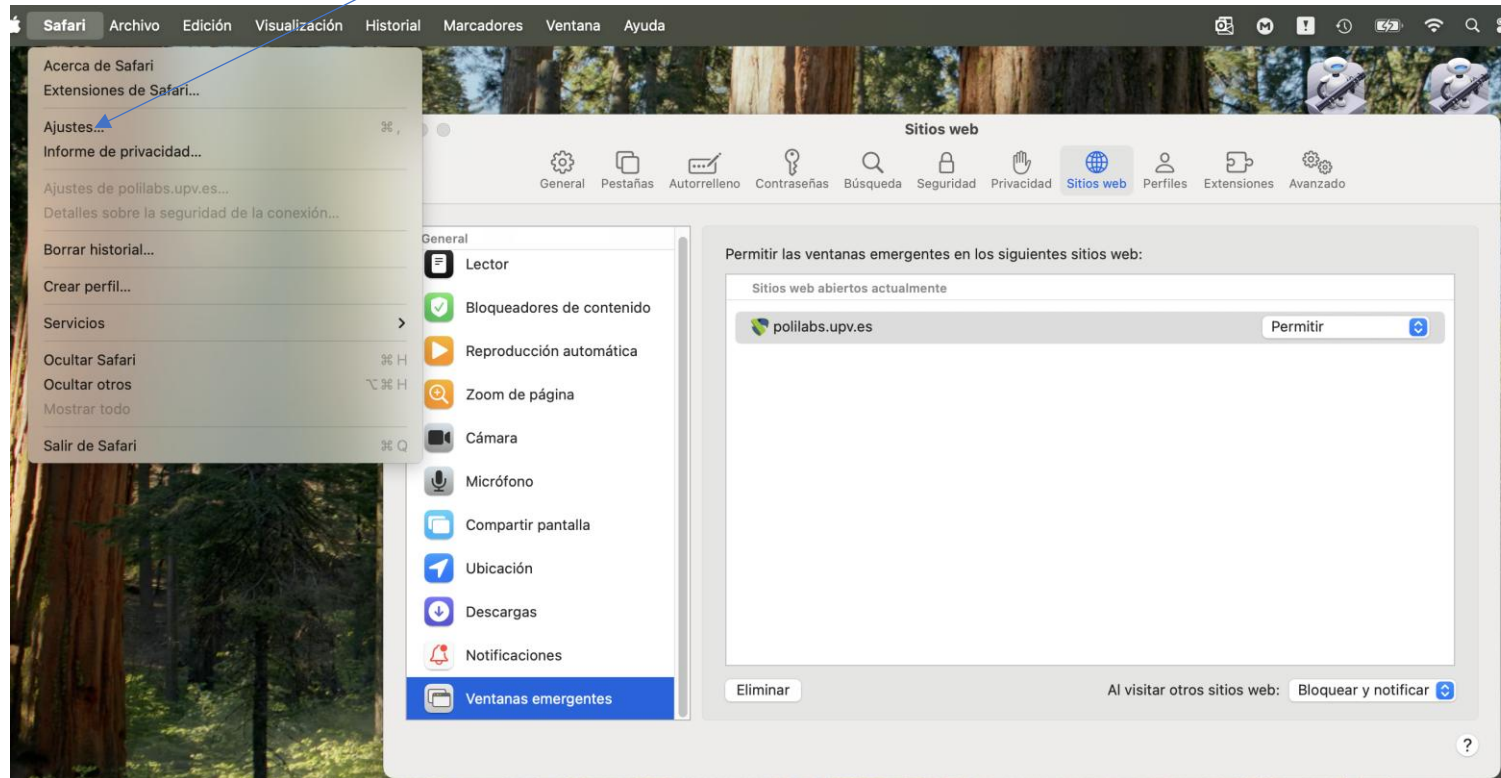 Safari Archivo Edición Visualización Historial Marcadores Ventana Ayuda
Acerca de Safari
Extensiones de Safari...
Ajustes... ⌘ ,
Informe de privacidad...
Ajustes de polilabs.upv.es...
Detalles sobre la seguridad de la conexión...
Borrar historial...
Crear perfil...
Servicios
Ocultar Safari ⌘ H
Ocultar otros ⌥ ⌘ H
Mostrar todo
Salir de Safari ⌘ Q
Sitios web
General Pestañas Autorrelleno Contraseñas Búsqueda Seguridad Privacidad Sitios web Perfiles Extensiones Avanzado
General
Lector
Bloqueadores de contenido
Reproducción automática
Zoom de página
Cámara
Micrófono
Compartir pantalla
Ubicación
Descargas
Notificaciones
Ventanas emergentes
Permitir las ventanas emergentes en los siguientes sitios web:
Sitios web abiertos actualmente
polilabs.upv.es Permitir
Eliminar Al visitar otros sitios web: Bloquear y notificar
?